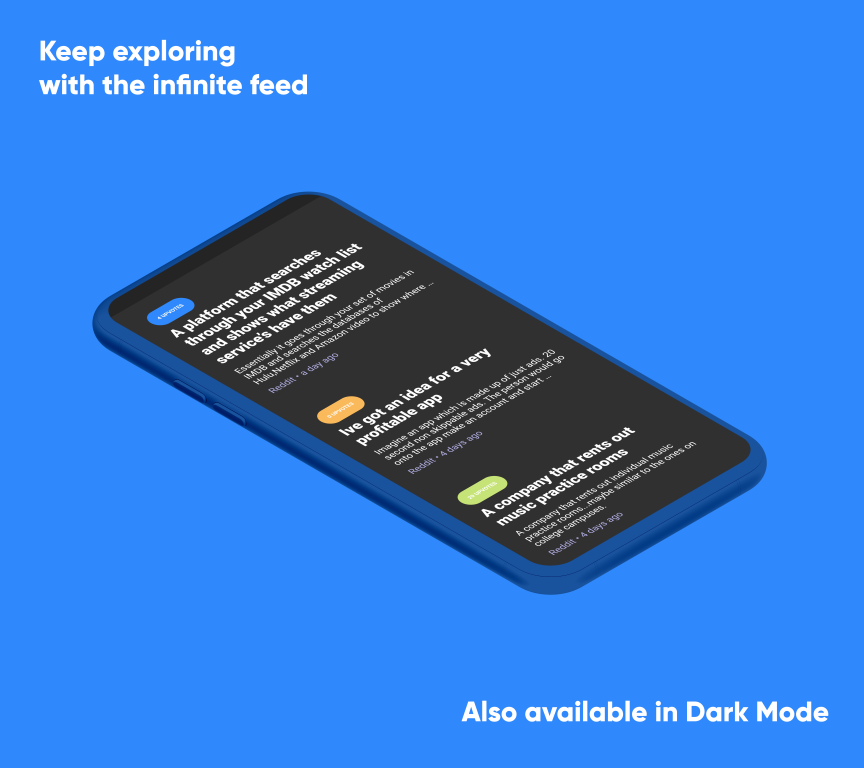 Keep exploring
with the infinite feed
4 UPVOTES
A platform that searches
through your IMDB watch list
and shows what streaming
service's have them
Essentially it goes through your set of movies in
IMDB and searches the databases of
Hulu,Netflix and Amazon video to show where ...
Reddit • a day ago
UPVOTES
Ive got an idea for a very
profitable app
Imagine an app which is made up of just ads. 20
second non skippable ads. The person would go
onto the app make an account and start ...
Reddit • 4 days ago
UPVOTES
A company that rents out
music practice rooms
A company that rents out individual music
practice rooms...maybe similar to the ones on
college campuses.
Reddit • 4 days ago
Also available in Dark Mode